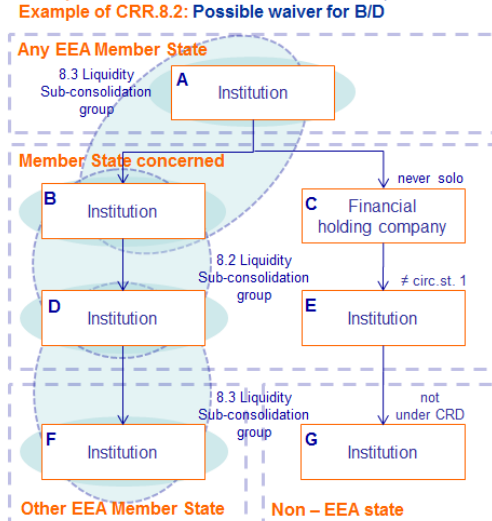 Example of CRR.8.2: Possible waiver for B/D
Any EEA Member State
8.3 Liquidity
Sub-consolidation
group
A
Institution
Member State concerned
never solo
B
Institution
C
Financial
holding company
8.2 Liquidity
Sub-consolidation
group
≠ circ.st. 1
D
Institution
E
Institution
8.3 Liquidity
Sub-consolidation
group
not
under CRD
F
Institution
G
Institution
Other EEA Member State
Non – EEA state